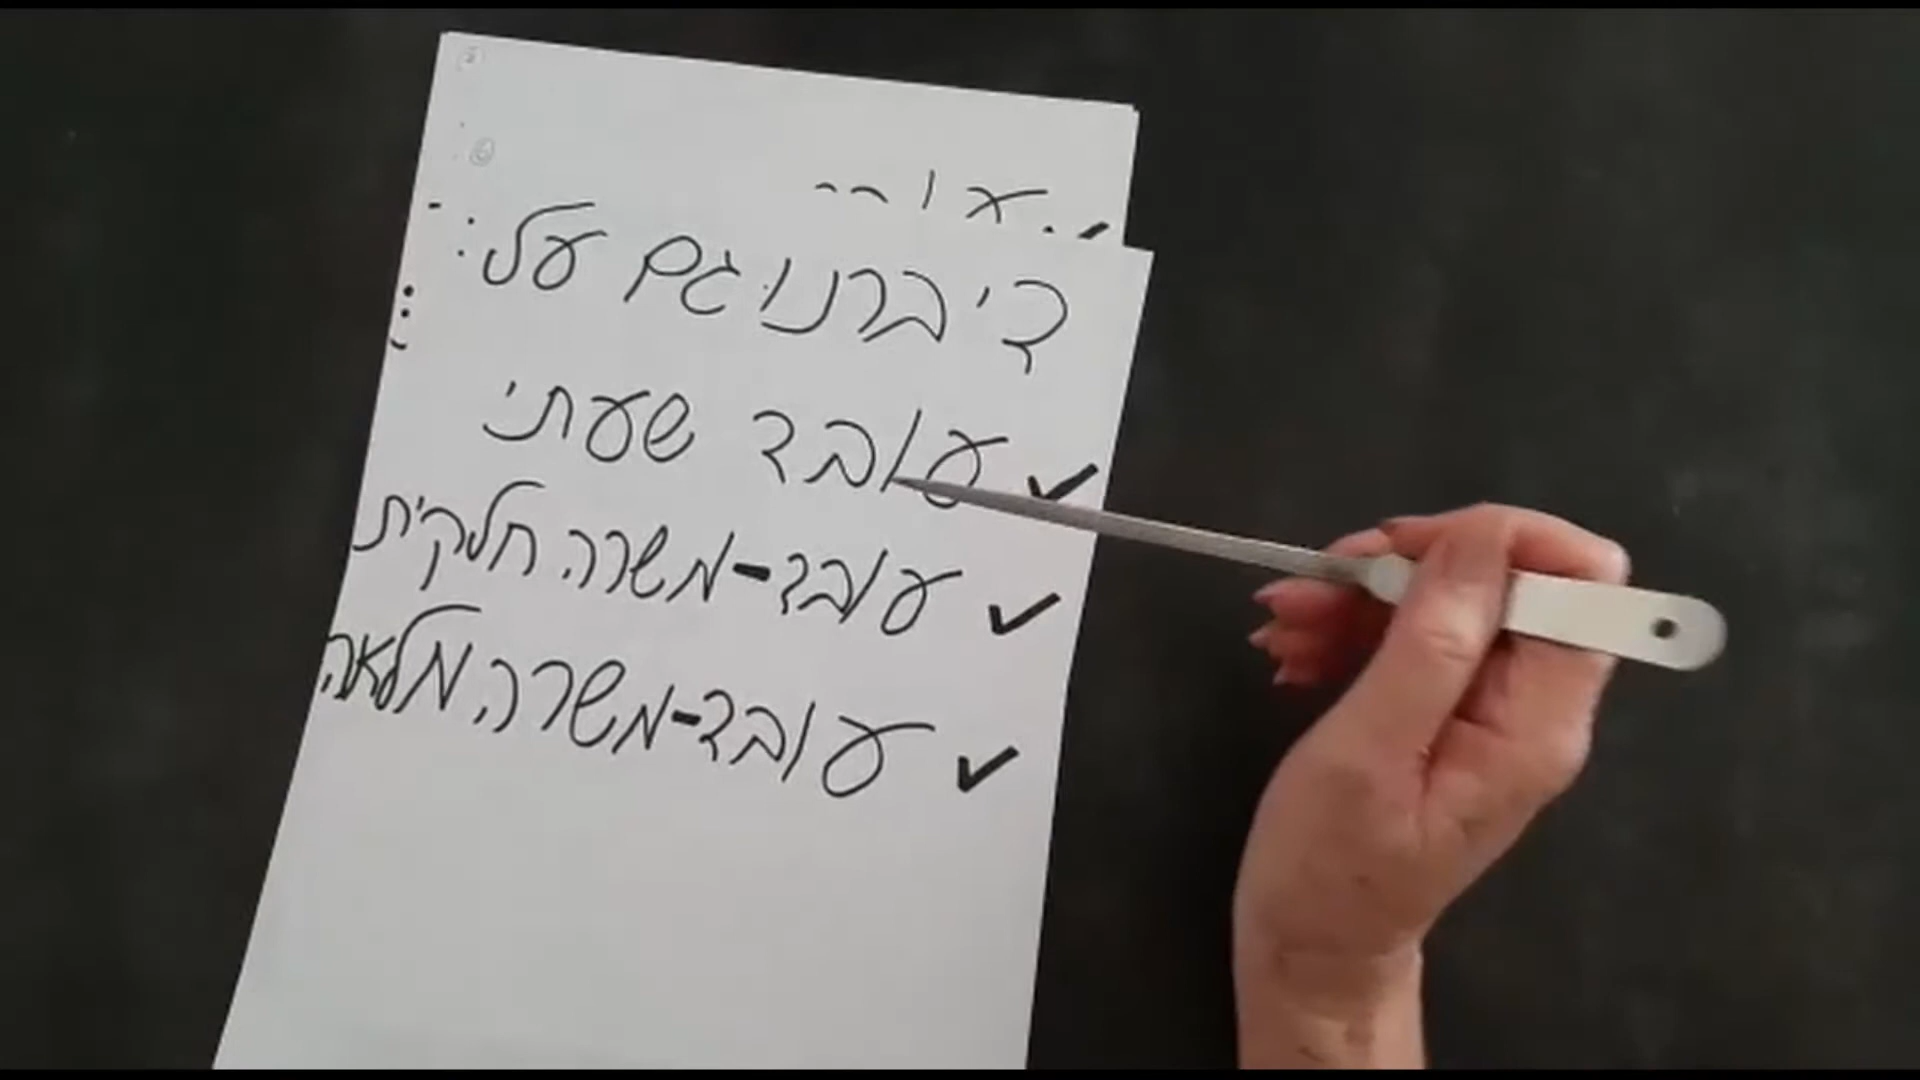 דיברנו גם על:
✓ עובד שעתי
✓ עובד-משרה חלקית
✓ עובד-משרה מלאה